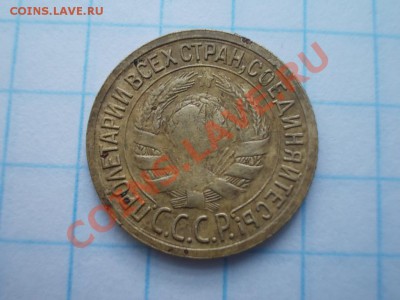 COINS.LAVE.RU
ПРОЛЕТАРИИ ВСЕХ СТРАН, СОЕДИНЯЙТЕСЬ!
С.С.С.Р.
COINS.LAVE.RU